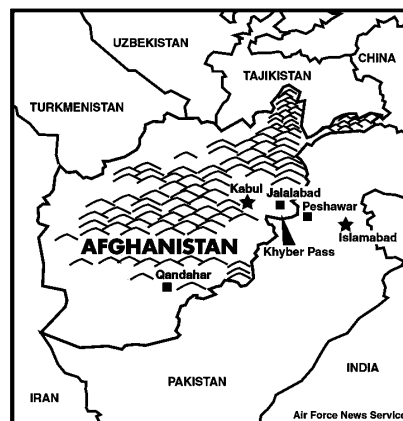 UZBEKISTAN
CHINA
TAJIKISTAN
TURKMENISTAN
Kabul
Jalalabad
Peshawar
AFGHANISTAN
Islamabad
Khyber Pass
Qandahar
INDIA
PAKISTAN
IRAN
Air Force News Service